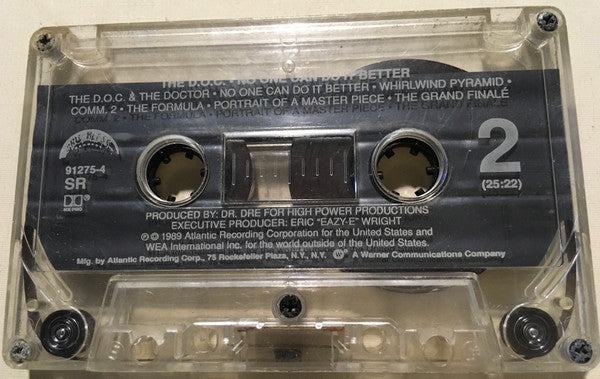 THE D.O.C. • NO ONE CAN DO IT BETTER
THE D.O.C. & THE DOCTOR • NO ONE CAN DO IT BETTER • WHIRLWIND PYRAMID •
COMM. 2 • THE FORMULA • PORTRAIT OF A MASTER PIECE • THE GRAND FINALÉ
91275-4
SR
2
(25:22)
PRODUCED BY: DR. DRE FOR HIGH POWER PRODUCTIONS
EXECUTIVE PRODUCER: ERIC "EAZY-E" WRIGHT
℗ © 1989 Atlantic Recording Corporation for the United States and
WEA International Inc. for the world outside of the United States.
Mfg. by Atlantic Recording Corp., 75 Rockefeller Plaza, N.Y., N.Y. A Warner Communications Company